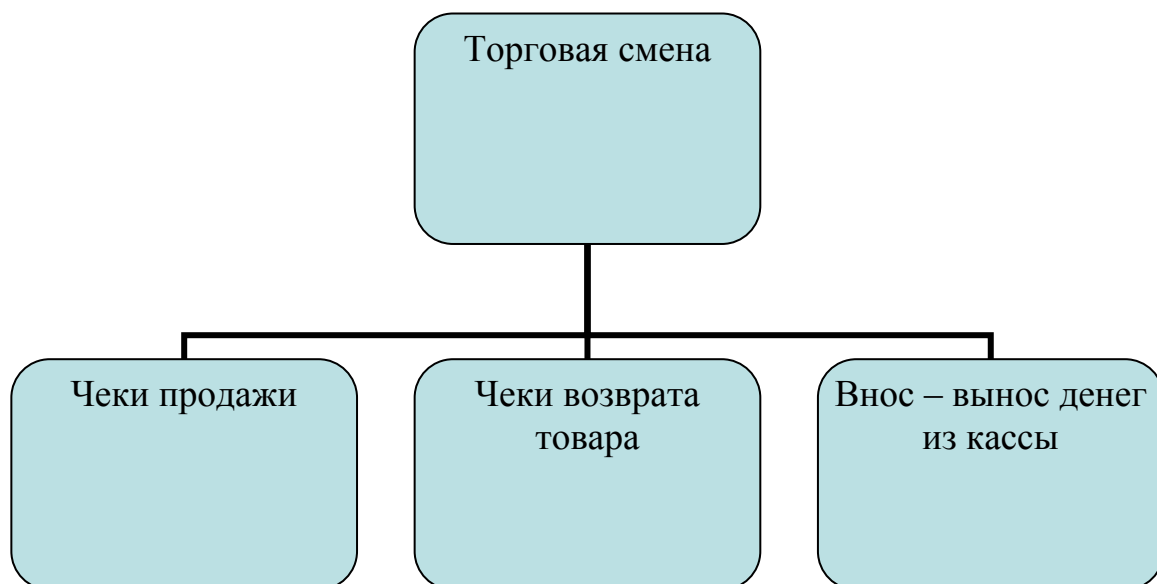 Торговая смена
Чеки продажи
Чеки возврата
товара
Внос – вынос денег
из кассы